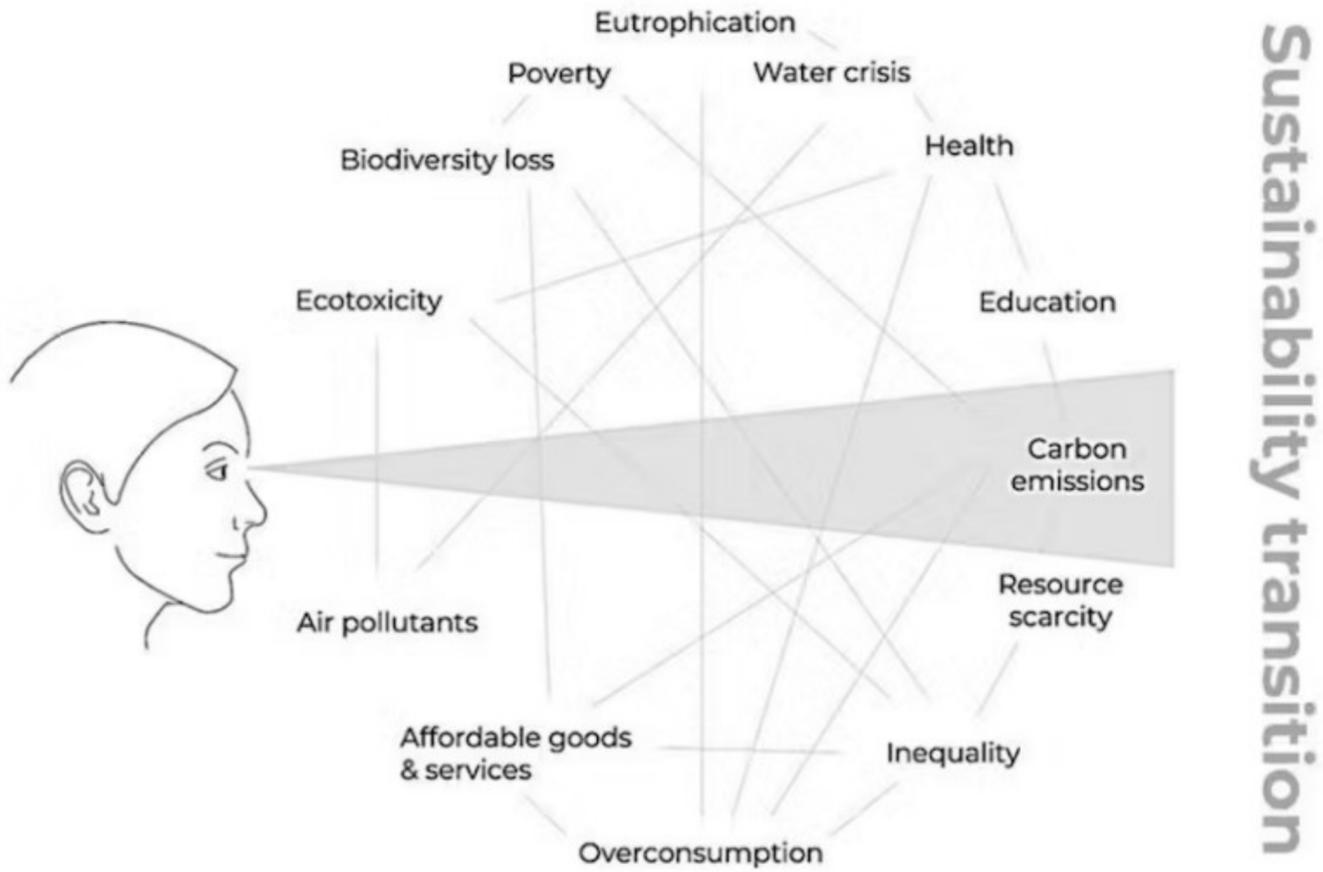 Eutrophication
Poverty
Water crisis
Health
Biodiversity loss
Ecotoxicity
Education
Carbon
emissions
Resource
scarcity
Air pollutants
Affordable goods
& services
Inequality
Overconsumption
Sustainability transition